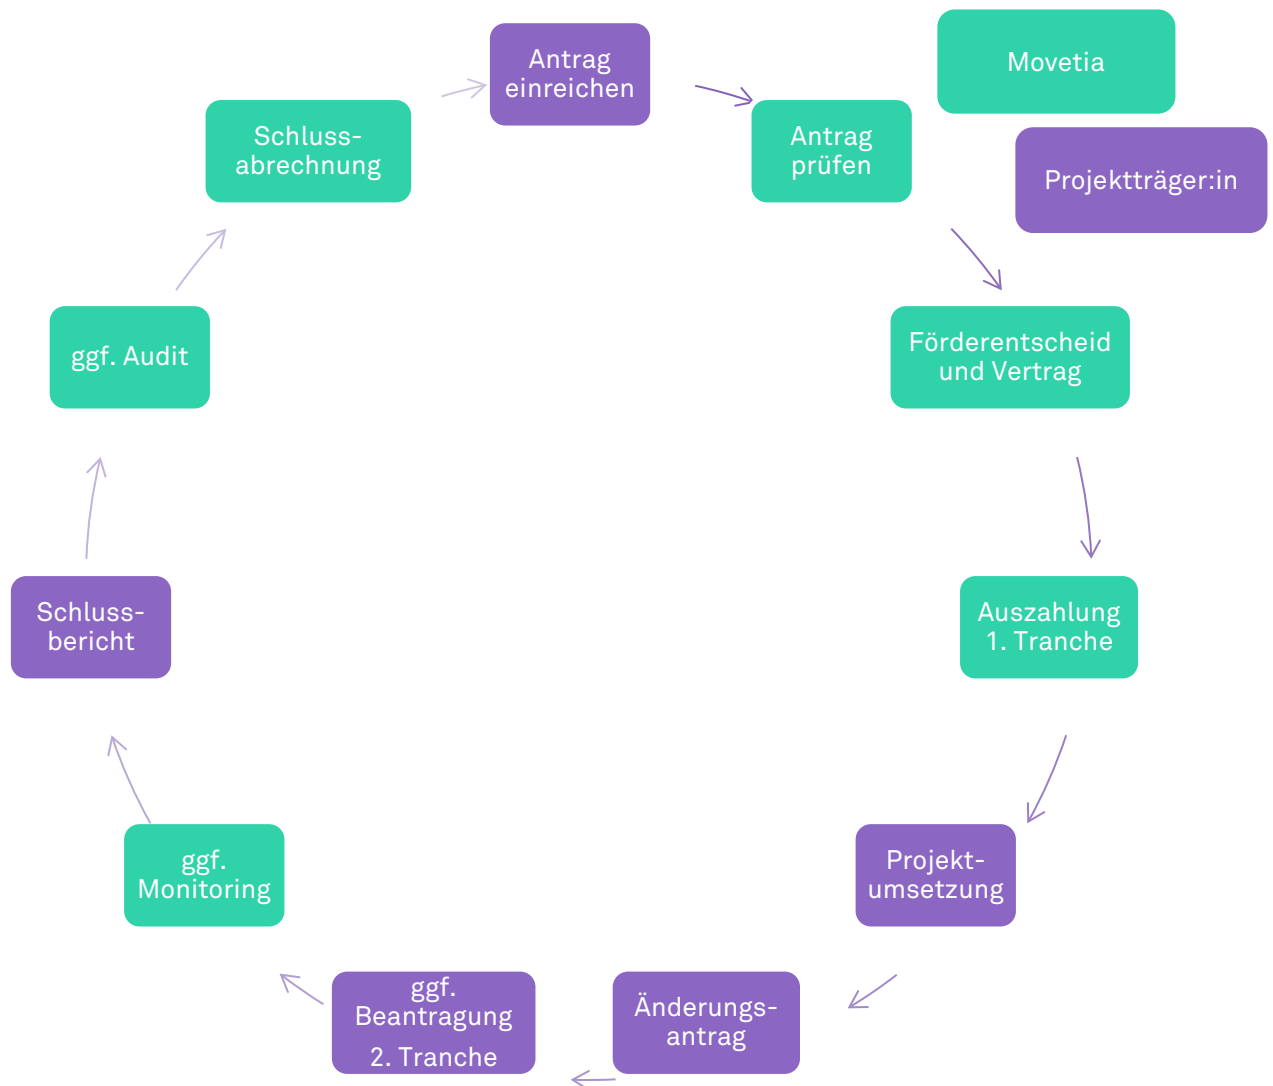 Antrag
einreichen
Antrag
prüfen
Movetia
Projektträger:in
Förderentscheid
und Vertrag
Auszahlung
1. Tranche
Projekt-
umsetzung
Änderungs-
antrag
ggf.
Beantragung
2. Tranche
ggf.
Monitoring
Schluss-
bericht
ggf. Audit
Schluss-
abrechnung